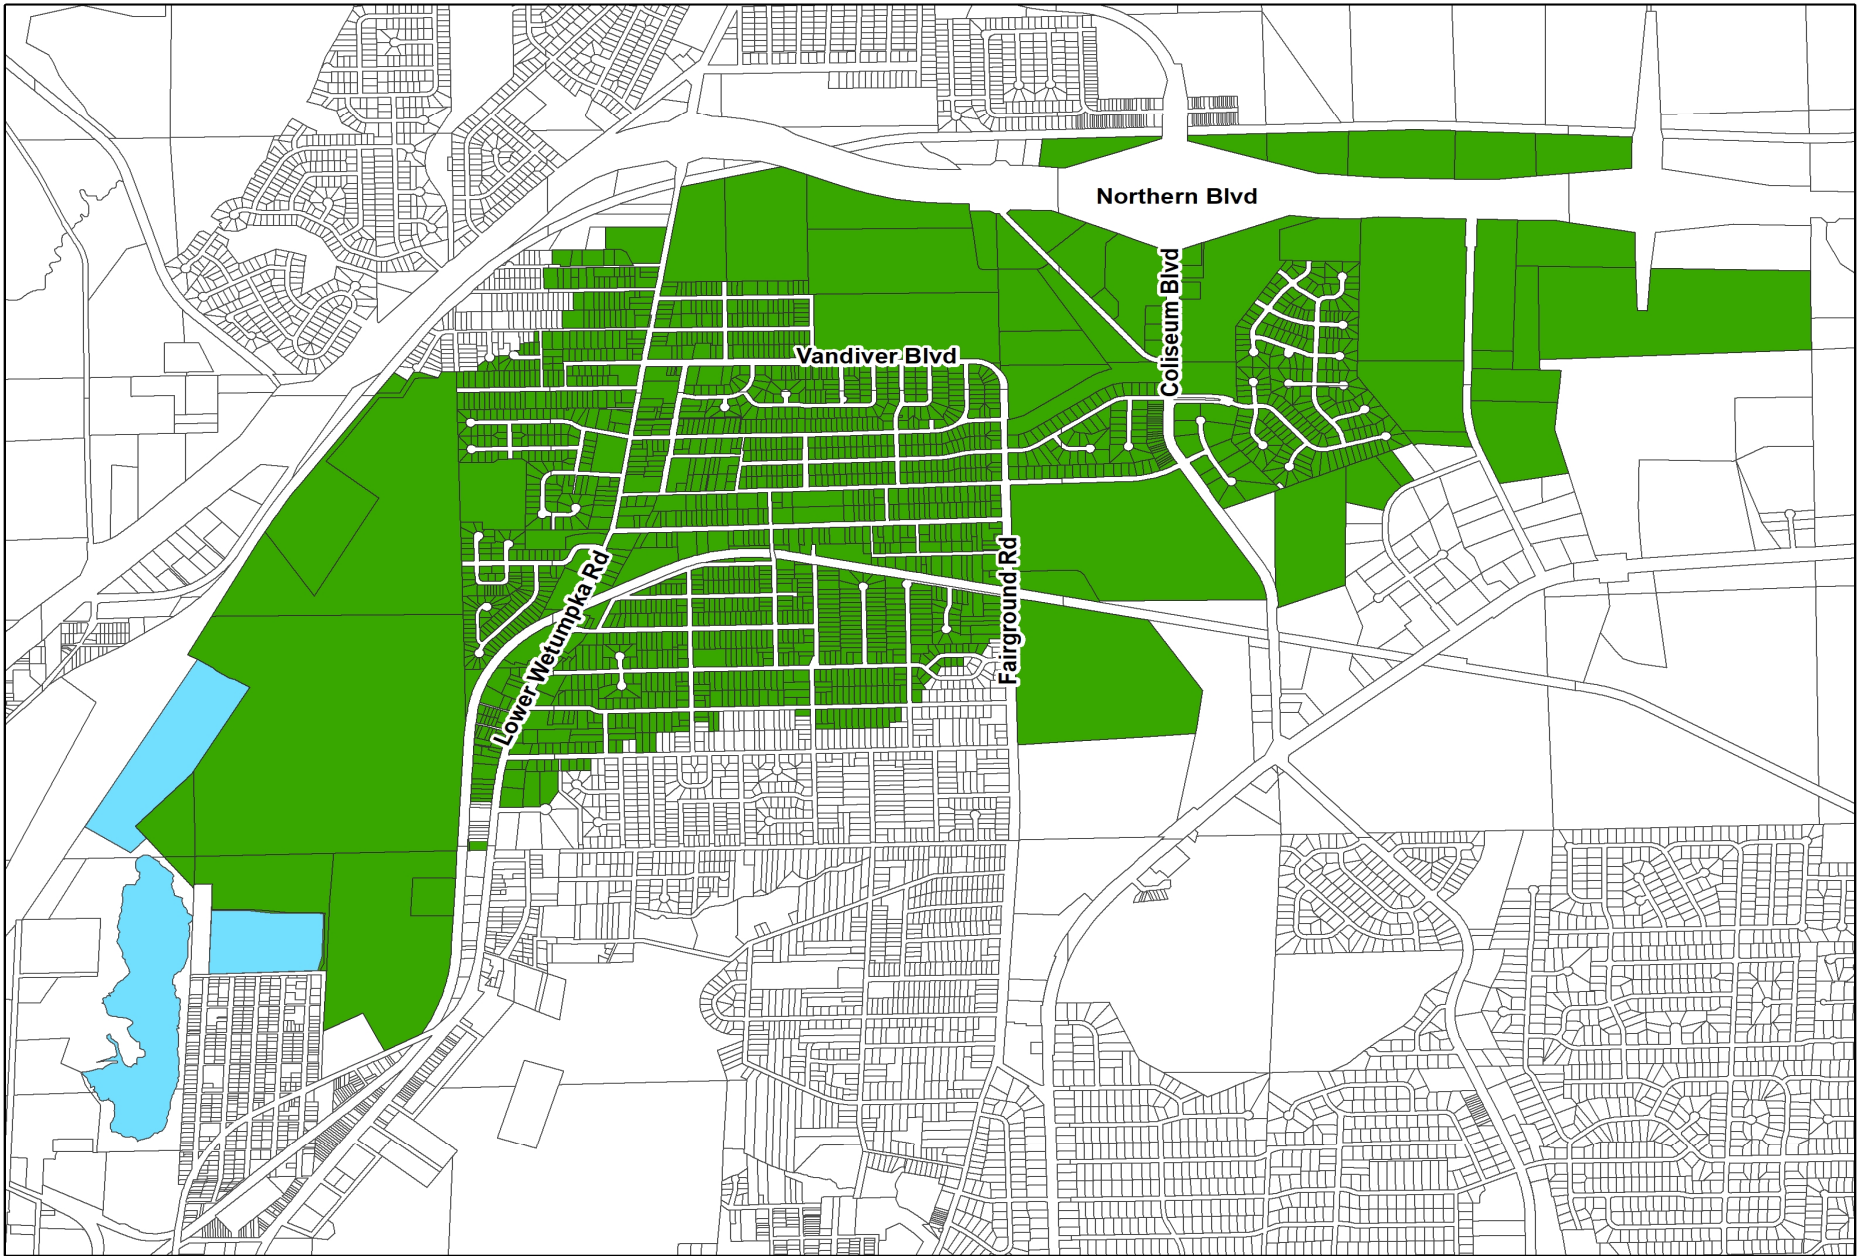 Northern Blvd
Coliseum Blvd
Vandiver Blvd
Fairground Rd
Lower Wetumpka Rd